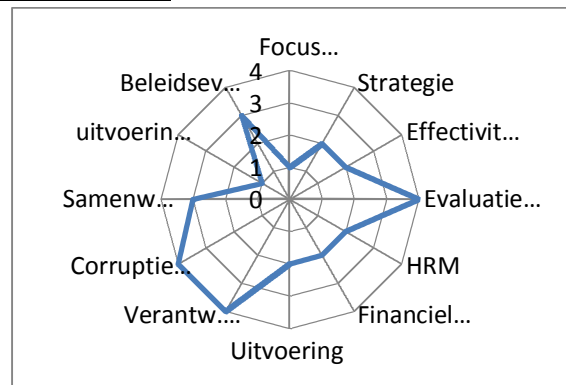 Focus...
Strategie
Effectivit...
Evaluatie...
HRM
Financiel...
Uitvoering
Verantw....
Corruptie...
Samenw...
uitvoerin...
Beleidsev...
4
3
2
1
0